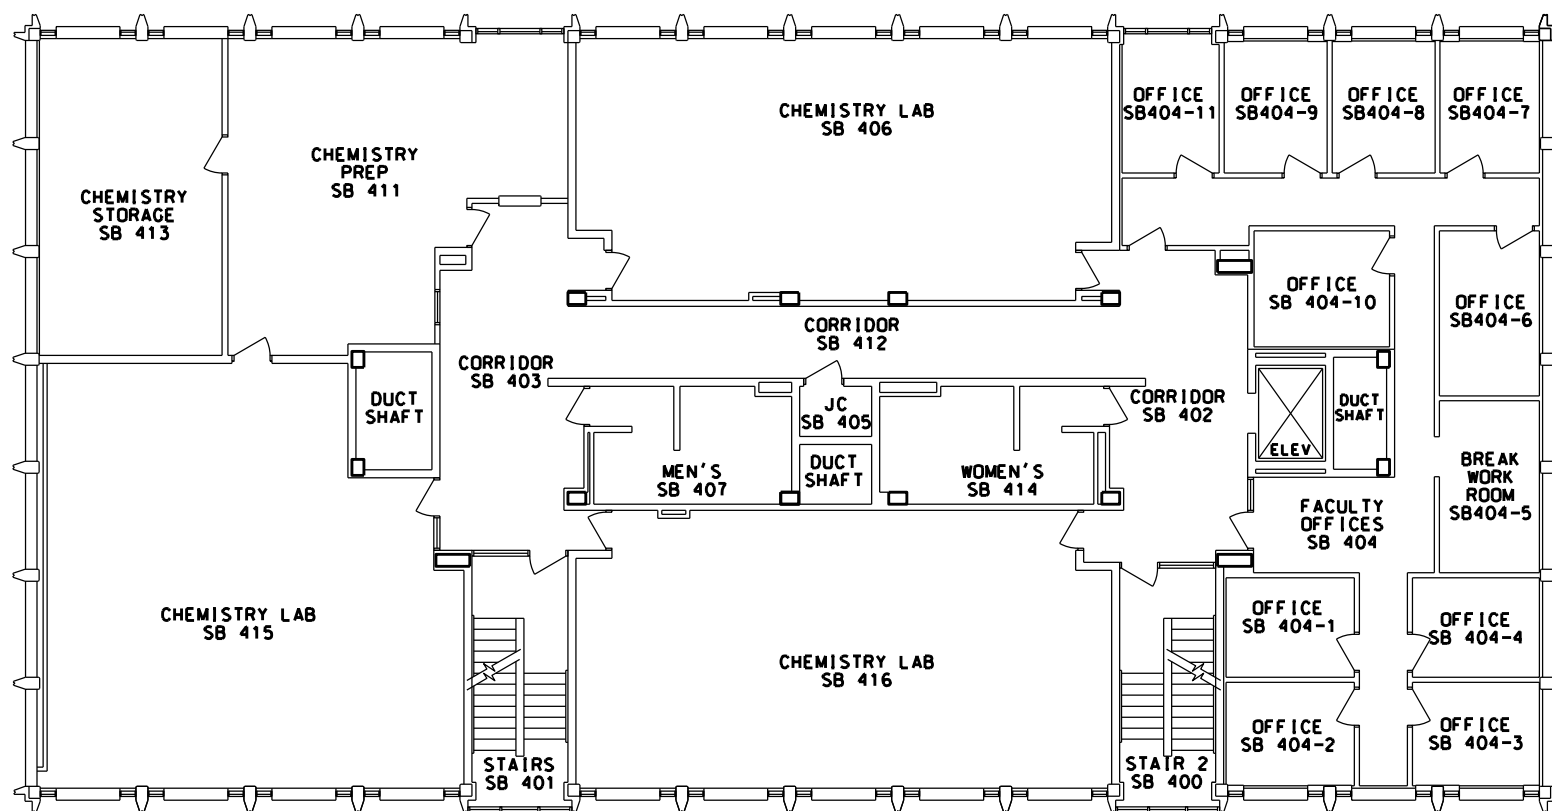 CHEMISTRY LAB
SB 406
OFFICE
SB404-11
OFFICE
SB404-9
OFFICE
SB404-8
OFFICE
SB404-7
CHEMISTRY
PREP
SB 411
CHEMISTRY
STORAGE
SB 413
OFFICE
SB 404-10
OFFICE
SB404-6
CORRIDOR
SB 412
CORRIDOR
SB 403
DUCT
SHAFT
JC
SB 405
CORRIDOR
SB 402
DUCT
SHAFT
ELEV
MEN'S
SB 407
DUCT
SHAFT
WOMEN'S
SB 414
BREAK
WORK
ROOM
SB404-5
FACULTY
OFFICES
SB 404
CHEMISTRY LAB
SB 415
OFFICE
SB 404-1
OFFICE
SB 404-4
CHEMISTRY LAB
SB 416
OFFICE
SB 404-2
OFFICE
SB 404-3
STAIRS
SB 401
STAIR 2
SB 400